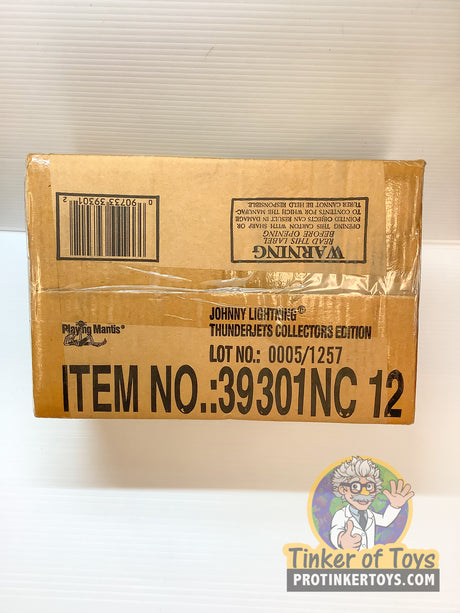 0 90733 39301 2
WARNING
READ THIS LABEL
BEFORE OPENING
OPENING THIS CARTON WITH SHARP OR
POINTED OBJECTS CAN RESULT IN DAMAGE
TO CONTENTS FOR WHICH THE MANUFAC-
TURER CANNOT BE HELD RESPONSIBLE.
Playing Mantis®
JOHNNY LIGHTNING®
THUNDERJETS COLLECTORS EDITION
LOT NO.: 0005/1257
ITEM NO.:39301NC 12
Tinker of Toys
PROTINKERTOYS.COM